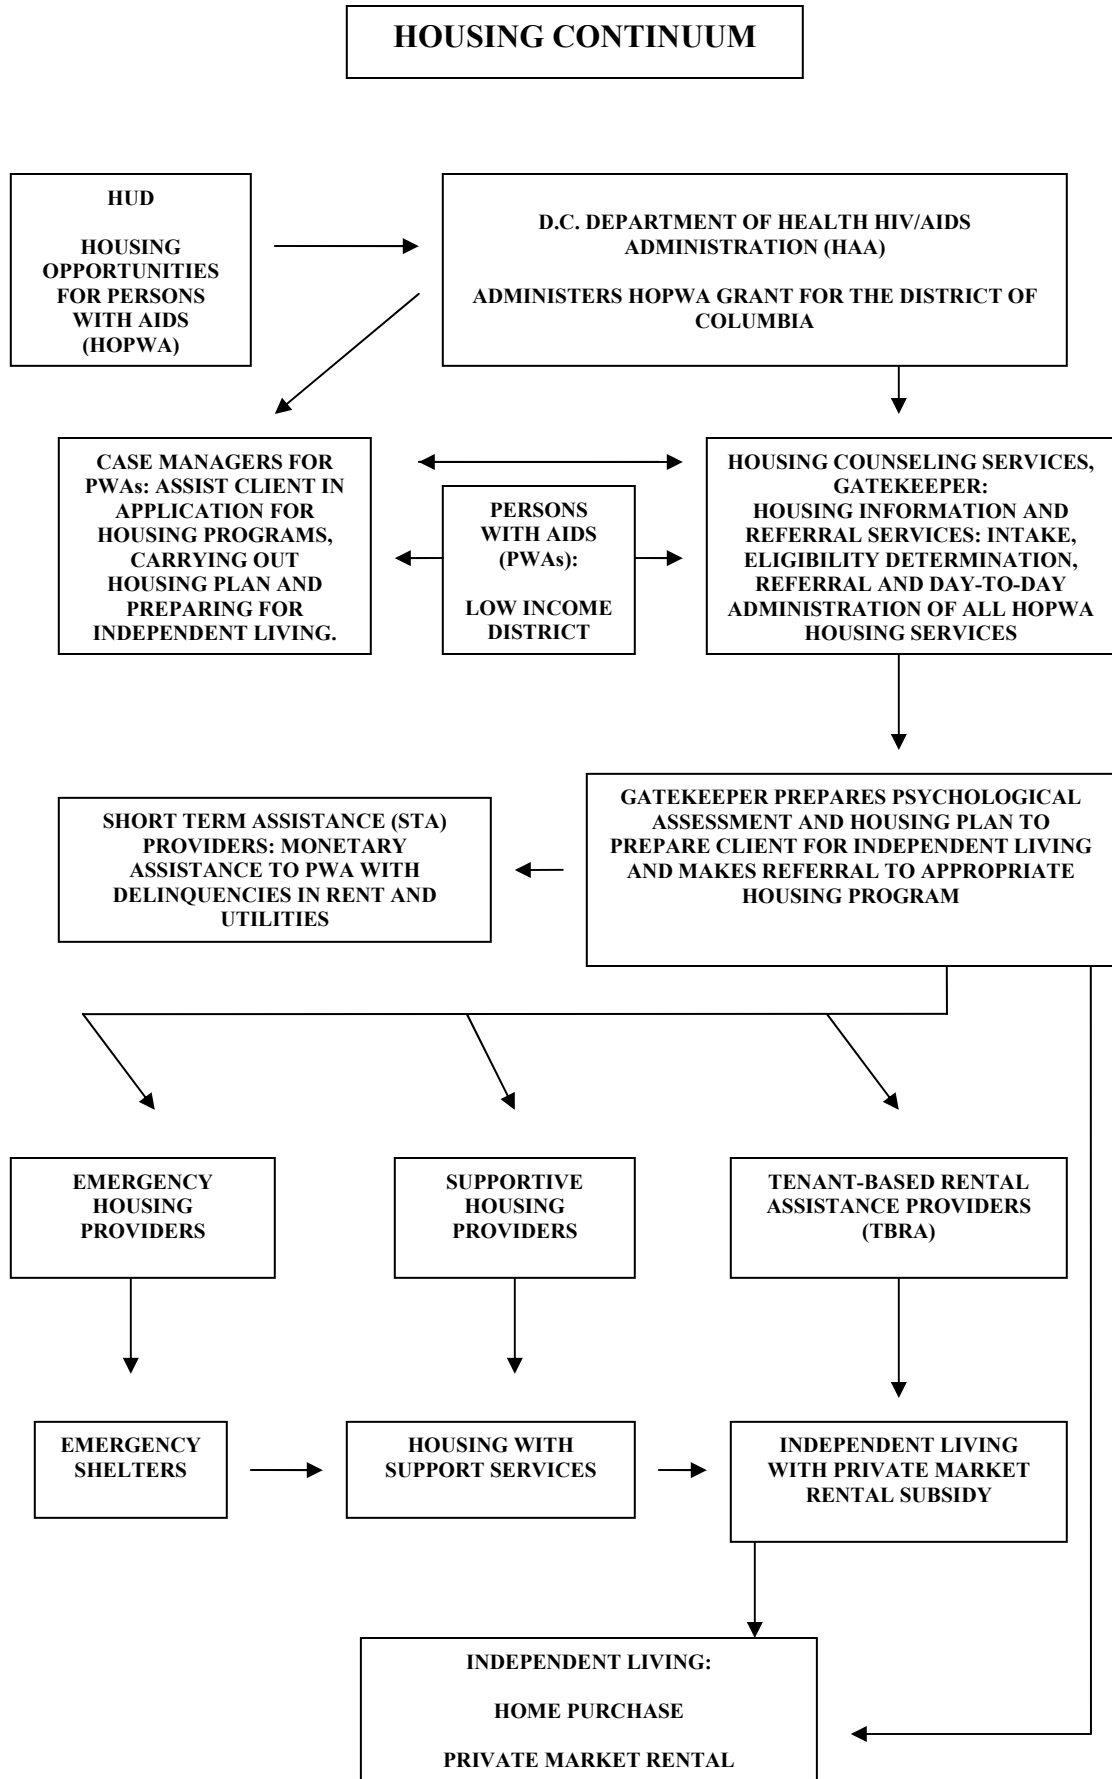 HOUSING CONTINUUM
HUD
HOUSING
OPPORTUNITIES
FOR PERSONS
WITH AIDS
(HOPWA)
D.C. DEPARTMENT OF HEALTH HIV/AIDS
ADMINISTRATION (HAA)
ADMINISTERS HOPWA GRANT FOR THE DISTRICT OF
COLUMBIA
CASE MANAGERS FOR
PWAs: ASSIST CLIENT IN
APPLICATION FOR
HOUSING PROGRAMS,
CARRYING OUT
HOUSING PLAN AND
PREPARING FOR
INDEPENDENT LIVING.
PERSONS
WITH AIDS
(PWAs):
LOW INCOME
DISTRICT
HOUSING COUNSELING SERVICES,
GATEKEEPER:
HOUSING INFORMATION AND
REFERRAL SERVICES: INTAKE,
ELIGIBILITY DETERMINATION,
REFERRAL AND DAY-TO-DAY
ADMINISTRATION OF ALL HOPWA
HOUSING SERVICES
SHORT TERM ASSISTANCE (STA)
PROVIDERS: MONETARY
ASSISTANCE TO PWA WITH
DELINQUENCIES IN RENT AND
UTILITIES
GATEKEEPER PREPARES PSYCHOLOGICAL
ASSESSMENT AND HOUSING PLAN TO
PREPARE CLIENT FOR INDEPENDENT LIVING
AND MAKES REFERRAL TO APPROPRIATE
HOUSING PROGRAM
EMERGENCY
HOUSING
PROVIDERS
SUPPORTIVE
HOUSING
PROVIDERS
TENANT-BASED RENTAL
ASSISTANCE PROVIDERS
(TBRA)
EMERGENCY
SHELTERS
HOUSING WITH
SUPPORT SERVICES
INDEPENDENT LIVING
WITH PRIVATE MARKET
RENTAL SUBSIDY
INDEPENDENT LIVING:
HOME PURCHASE
PRIVATE MARKET RENTAL